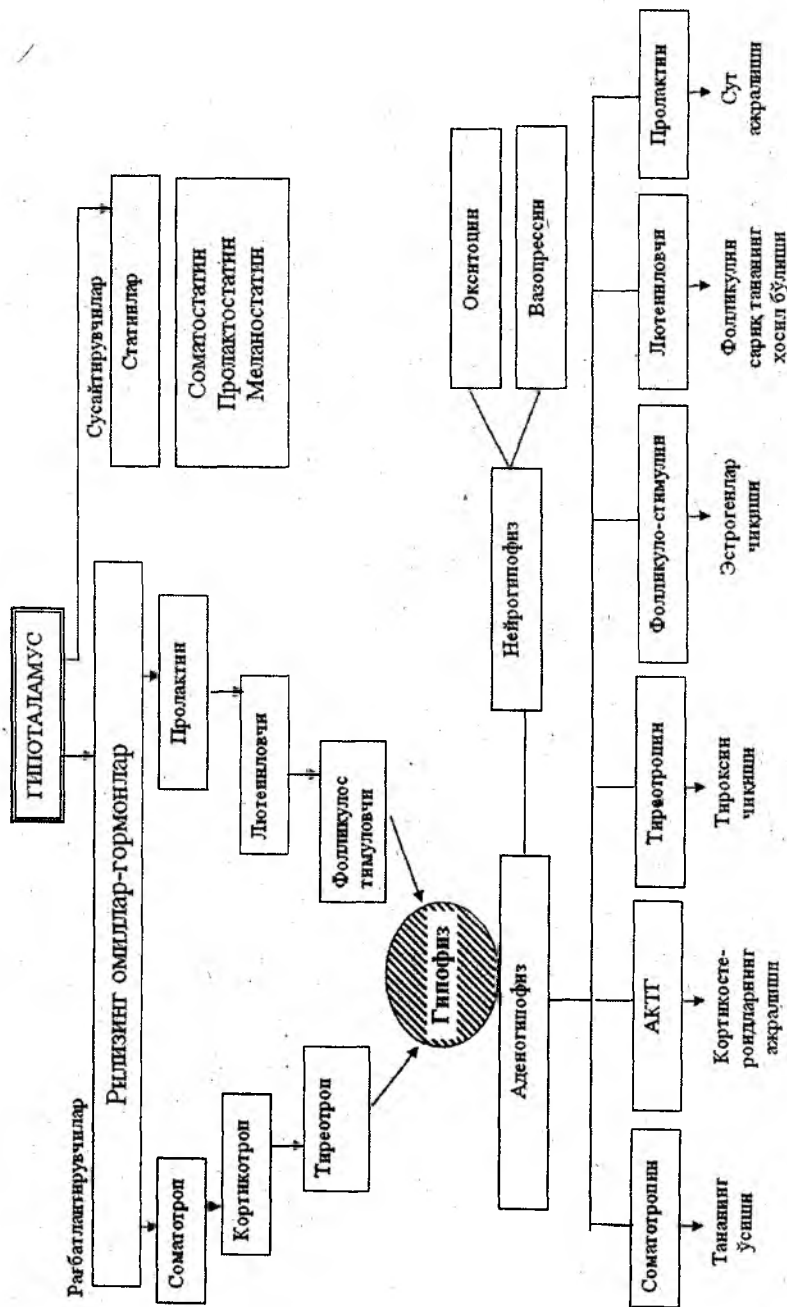 ГИПОТАЛАМУС
Рағбатлантирувчилар
Сусайтирувчилар
Рилизинг омиллар-гормонлар
Статинлар
Соматостатин
Пролактостатин
Меланостатин
Соматотроп
Кортикотроп
Тиреотроп
Пролактин
Лютеинловчи
Фолликулос
тимуловчи
Гипофиз
Аденогипофиз
Нейрогипофиз
Окситоцин
Вазопрессин
Соматотропин
АКТГ
Тиреотропин
Фолликуло-стимулин
Лютеинловчи
Пролактин
Тананинг
ўсиши
Кортикосте-
роидларнинг
ажралиши
Тироксин
чиқиши
Эстрогенлар
чиқиши
Фолликулин
сариқ тананинг
хосил бўлиши
Сут
ажралиши